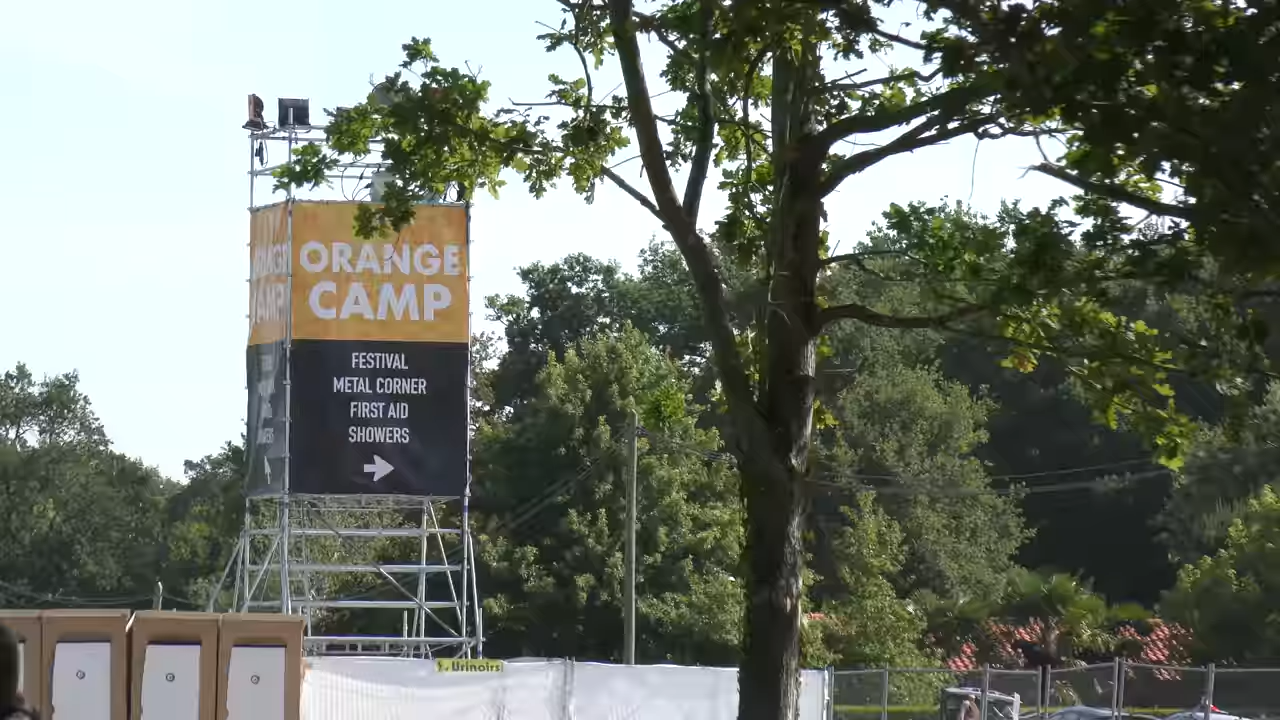 ORANGE
CAMP
FESTIVAL
METAL CORNER
FIRST AID
SHOWERS
Urinoirs